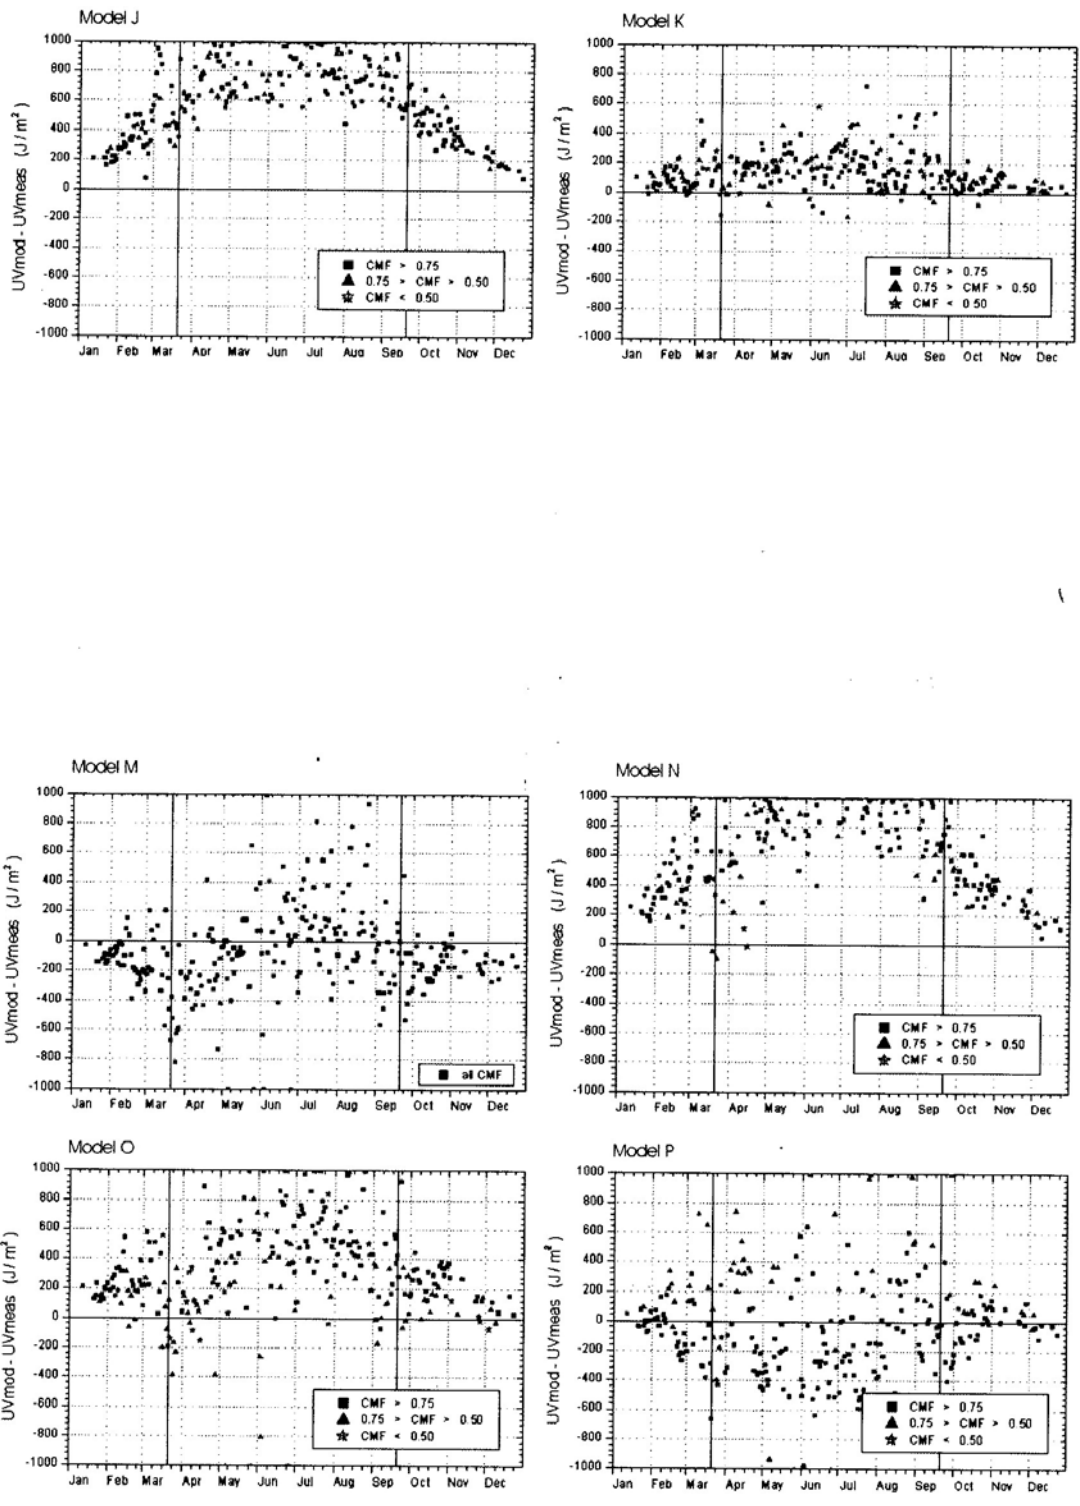 Model J
1000
800
600
400
200
0
-200
-400
-600
-800
-1000
UVmod - UVmeas (J / m²)
CMF > 0.75
0.75 > CMF > 0.50
CMF < 0.50
Jan Feb Mar Apr May Jun Jul Aug Sep Oct Nov Dec
Model K
1000
800
600
400
200
0
-200
-400
-600
-800
-1000
UVmod - UVmeas (J / m²)
CMF > 0.75
0.75 > CMF > 0.50
CMF < 0.50
Jan Feb Mar Apr May Jun Jul Aug Sep Oct Nov Dec
Model M
1000
800
600
400
200
0
-200
-400
-600
-800
-1000
UVmod - UVmeas (J / m²)
all CMF
Jan Feb Mar Apr May Jun Jul Aug Sep Oct Nov Dec
Model N
1000
800
600
400
200
0
-200
-400
-600
-800
-1000
UVmod - UVmeas (J / m²)
CMF > 0.75
0.75 > CMF > 0.50
CMF < 0.50
Jan Feb Mar Apr May Jun Jul Aug Sep Oct Nov Dec
Model O
1000
800
600
400
200
0
-200
-400
-600
-800
-1000
UVmod - UVmeas (J / m²)
CMF > 0.75
0.75 > CMF > 0.50
CMF < 0.50
Jan Feb Mar Apr May Jun Jul Aug Sep Oct Nov Dec
Model P
1000
800
600
400
200
0
-200
-400
-600
-800
-1000
UVmod - UVmeas (J / m²)
CMF > 0.75
0.75 > CMF > 0.50
CMF < 0.50
Jan Feb Mar Apr May Jun Jul Aug Sep Oct Nov Dec